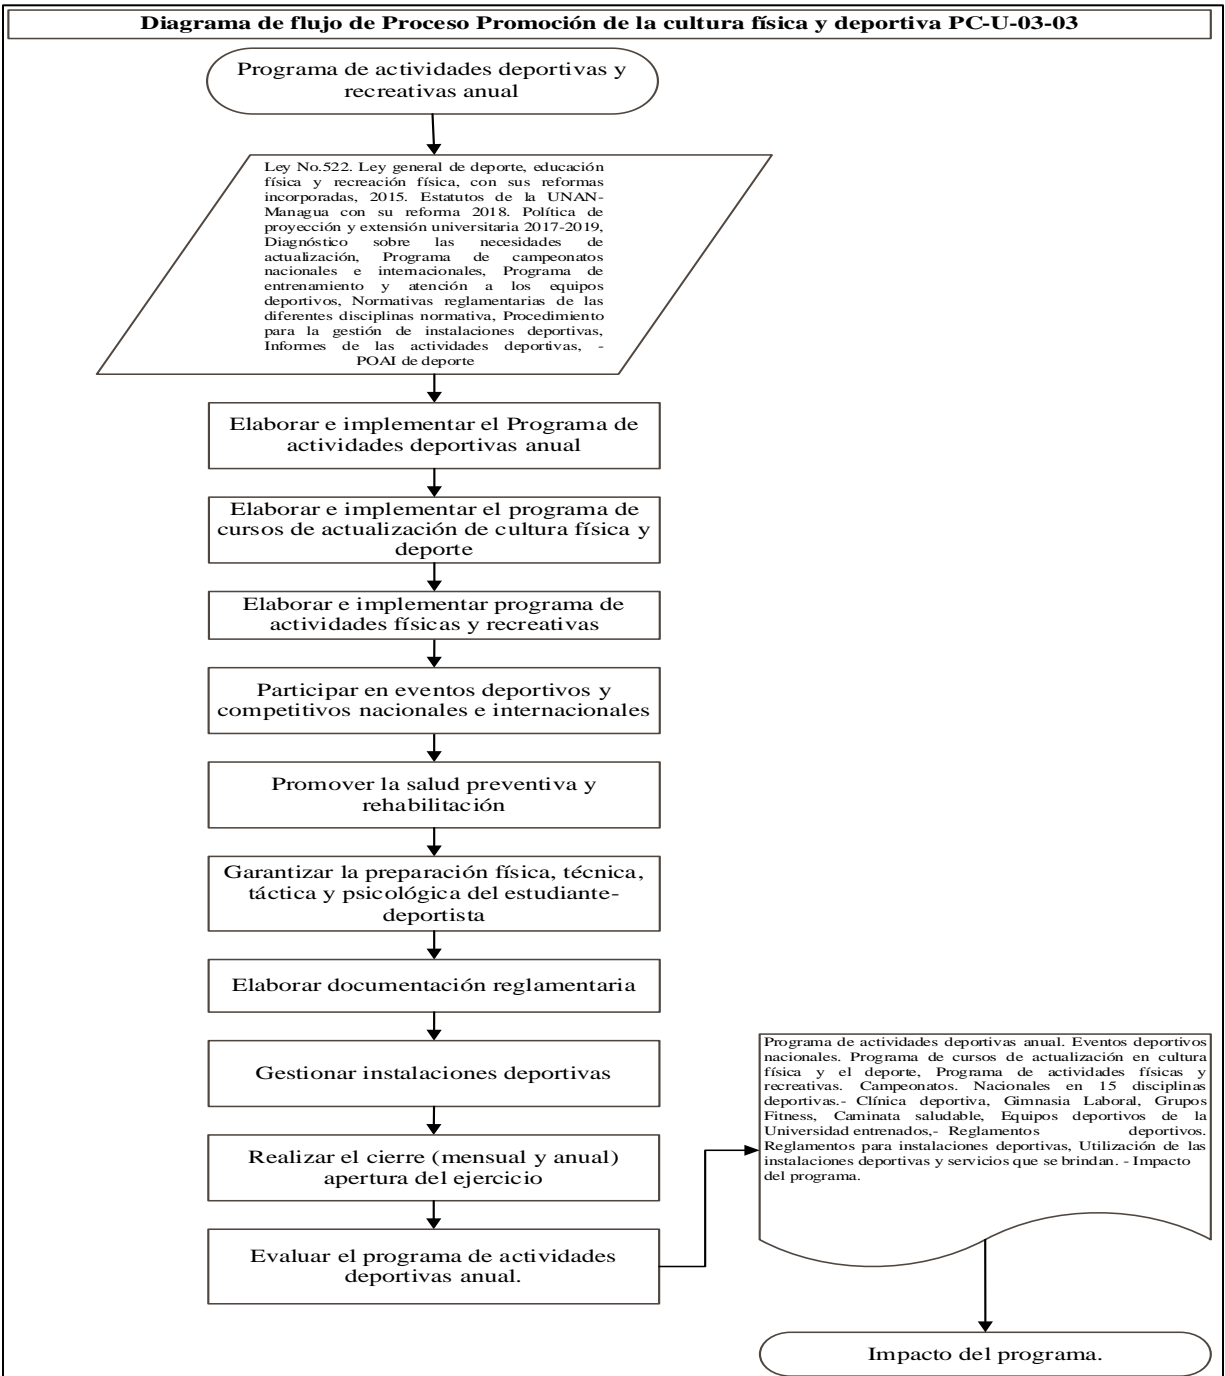 Diagrama de flujo de Proceso Promoción de la cultura física y deportiva PC-U-03-03
Programa de actividades deportivas y
recreativas anual
Ley No.522. Ley general de deporte, educación
física y recreación física, con sus reformas
incorporadas, 2015. Estatutos de la UNAN-
Managua con su reforma 2018. Política de
proyección y extensión universitaria 2017-2019,
Diagnóstico sobre las necesidades de
actualización, Programa de campeonatos
nacionales e internacionales, Programa de
entrenamiento y atención a los equipos
deportivos, Normativas reglamentarias de las
diferentes disciplinas normativa, Procedimiento
para la gestión de instalaciones deportivas,
Informes de las actividades deportivas, -
POAI de deporte
Elaborar e implementar el Programa de
actividades deportivas anual
Elaborar e implementar el programa de
cursos de actualización de cultura física y
deporte
Elaborar e implementar programa de
actividades físicas y recreativas
Participar en eventos deportivos y
competitivos nacionales e internacionales
Promover la salud preventiva y
rehabilitación
Garantizar la preparación física, técnica,
táctica y psicológica del estudiante-
deportista
Elaborar documentación reglamentaria
Gestionar instalaciones deportivas
Realizar el cierre (mensual y anual)
apertura del ejercicio
Evaluar el programa de actividades
deportivas anual.
Programa de actividades deportivas anual. Eventos deportivos
nacionales. Programa de cursos de actualización en cultura
física y el deporte, Programa de actividades físicas y
recreativas. Campeonatos. Nacionales en 15 disciplinas
deportivas.- Clínica deportiva, Gimnasia Laboral, Grupos
Fitness, Caminata saludable, Equipos deportivos de la
Universidad entrenados,- Reglamentos deportivos.
Reglamentos para instalaciones deportivas, Utilización de las
instalaciones deportivas y servicios que se brindan. - Impacto
del programa.
Impacto del programa.